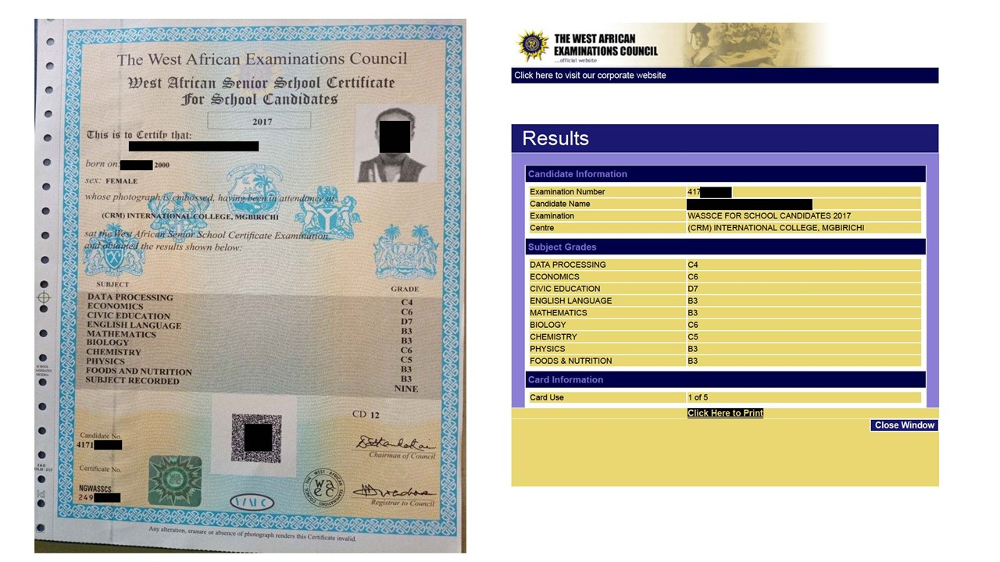 The West African Examinations Council
West African Senior School Certificate
For School Candidates
2017
This is to Certify that:
born on: 2000
sex: FEMALE
whose photograph is embossed, having been in attendance at:
(CRM) INTERNATIONAL COLLEGE, MGBIRICHI
sat the West African Senior School Certificate Examination
and obtained the results shown below:
SUBJECT GRADE
DATA PROCESSING C4
ECONOMICS C6
CIVIC EDUCATION D7
ENGLISH LANGUAGE B3
MATHEMATICS B3
BIOLOGY C6
CHEMISTRY C5
PHYSICS B3
FOODS AND NUTRITION B3
SUBJECT RECORDED NINE
CD 12
Candidate No.
4171
Chairman of Council
Certificate No.
NGWASSCS
249
Registrar to Council
Any alteration, erasure or absence of photograph renders this Certificate invalid.
THE WEST AFRICAN
EXAMINATIONS COUNCIL
...official website
Click here to visit our corporate website
Results
Candidate Information
Examination Number 417
Candidate Name
Examination WASSCE FOR SCHOOL CANDIDATES 2017
Centre (CRM) INTERNATIONAL COLLEGE, MGBIRICHI
Subject Grades
DATA PROCESSING C4
ECONOMICS C6
CIVIC EDUCATION D7
ENGLISH LANGUAGE B3
MATHEMATICS B3
BIOLOGY C6
CHEMISTRY C5
PHYSICS B3
FOODS & NUTRITION B3
Card Information
Card Use 1 of 5
Click Here to Print
Close Window